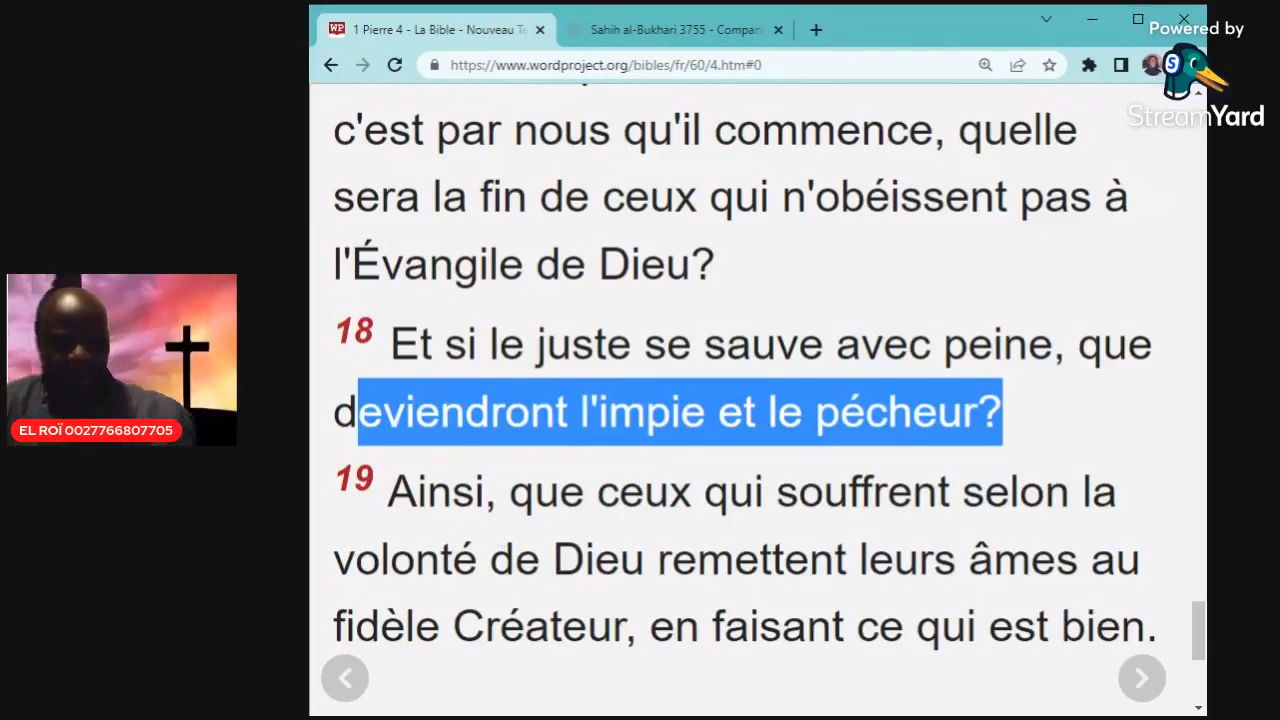 1 Pierre 4 - La Bible - Nouveau Te
Sahih al-Bukhari 3755 - Compani
Powered by
StreamYard
https://www.wordproject.org/bibles/fr/60/4.htm#0
c'est par nous qu'il commence, quelle
sera la fin de ceux qui n'obéissent pas à
l'Évangile de Dieu?
18 Et si le juste se sauve avec peine, que
deviendront l'impie et le pécheur?
19 Ainsi, que ceux qui souffrent selon la
volonté de Dieu remettent leurs âmes au
fidèle Créateur, en faisant ce qui est bien.
EL ROÏ 0027766807705